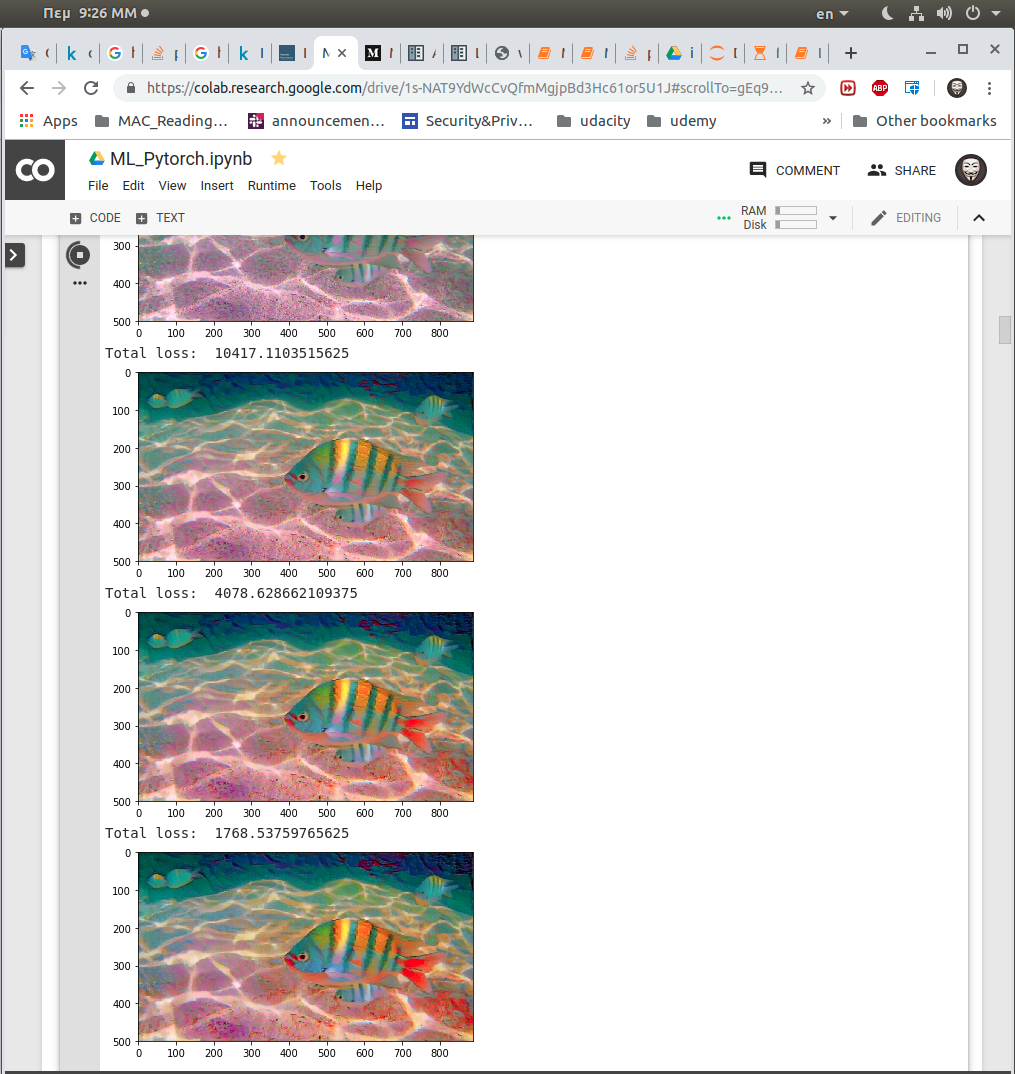 Πεμ 9:26 ΜΜ
en
https://colab.research.google.com/drive/1s-NAT9YdWcCvQfmMgjpBd3Hc61or5U1J#scrollTo=gEq9...
ABP
Apps MAC_Reading... announcemen... Security&Priv... udacity udemy » Other bookmarks
CO ML_Pytorch.ipynb
File Edit View Insert Runtime Tools Help
COMMENT SHARE
CODE TEXT
RAM
Disk
EDITING
300
400
500
0 100 200 300 400 500 600 700 800
Total loss: 10417.1103515625
0
100
200
300
400
500
0 100 200 300 400 500 600 700 800
Total loss: 4078.628662109375
0
100
200
300
400
500
0 100 200 300 400 500 600 700 800
Total loss: 1768.53759765625
0
100
200
300
400
500
0 100 200 300 400 500 600 700 800